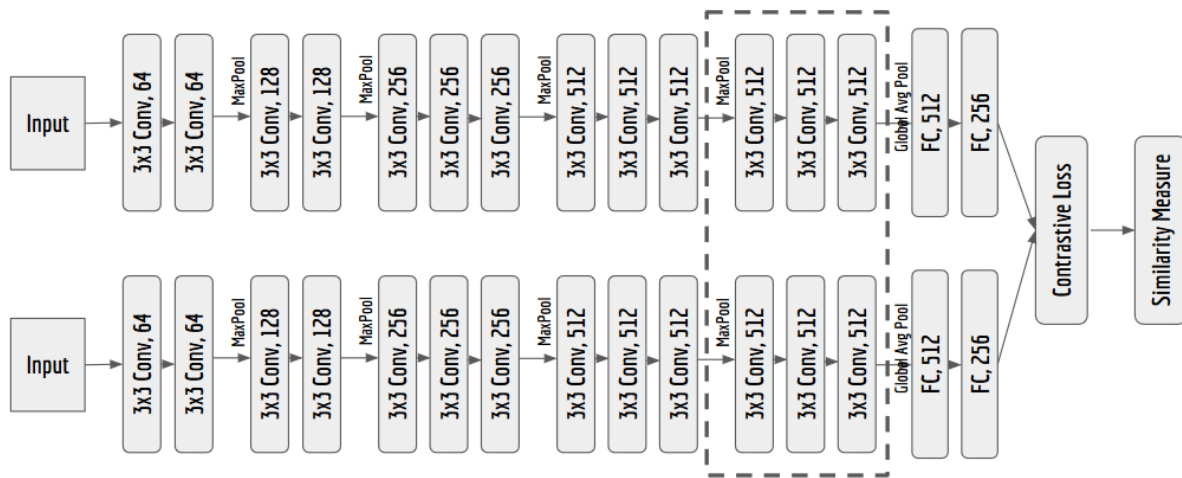 Input
3x3 Conv, 64
3x3 Conv, 64
MaxPool
3x3 Conv, 128
3x3 Conv, 128
MaxPool
3x3 Conv, 256
3x3 Conv, 256
3x3 Conv, 256
MaxPool
3x3 Conv, 512
3x3 Conv, 512
3x3 Conv, 512
MaxPool
3x3 Conv, 512
3x3 Conv, 512
3x3 Conv, 512
Global Avg Pool
FC, 512
FC, 256
Input
3x3 Conv, 64
3x3 Conv, 64
MaxPool
3x3 Conv, 128
3x3 Conv, 128
MaxPool
3x3 Conv, 256
3x3 Conv, 256
3x3 Conv, 256
MaxPool
3x3 Conv, 512
3x3 Conv, 512
3x3 Conv, 512
MaxPool
3x3 Conv, 512
3x3 Conv, 512
3x3 Conv, 512
Global Avg Pool
FC, 512
FC, 256
Contrastive Loss
Similarity Measure